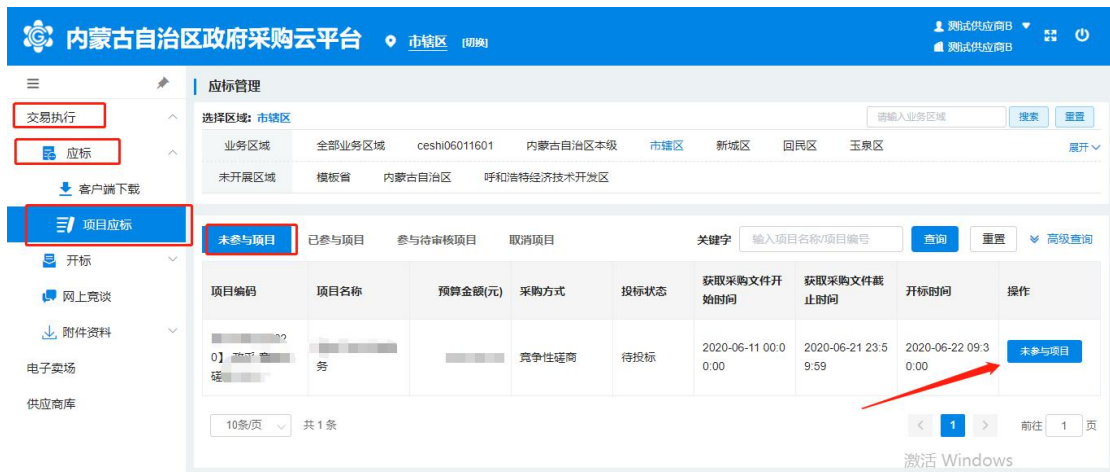 内蒙古自治区政府采购云平台 市辖区 [切换] 测试供应商B
测试供应商B
应标管理
交易执行
应标
客户端下载
项目应标
开标
网上竞谈
附件资料
电子卖场
供应商库
选择区域: 市辖区 请输入业务区域 搜索 重置
业务区域 全部业务区域 ceshi06011601 内蒙古自治区本级 市辖区 新城区 回民区 玉泉区 展开
未开展区域 模板省 内蒙古自治区 呼和浩特经济技术开发区
未参与项目 已参与项目 参与待审核项目 取消项目 关键字 输入项目名称/项目编号 查询 重置 高级查询
项目编码 项目名称 预算金额(元) 采购方式 投标状态 获取采购文件开始时间 获取采购文件截止时间 开标时间 操作
务 竞争性磋商 待投标 2020-06-11 00:00:00 2020-06-21 23:59:59 2020-06-22 09:30:00 未参与项目
10条/页 共 1 条 1 前往 1 页
激活 Windows